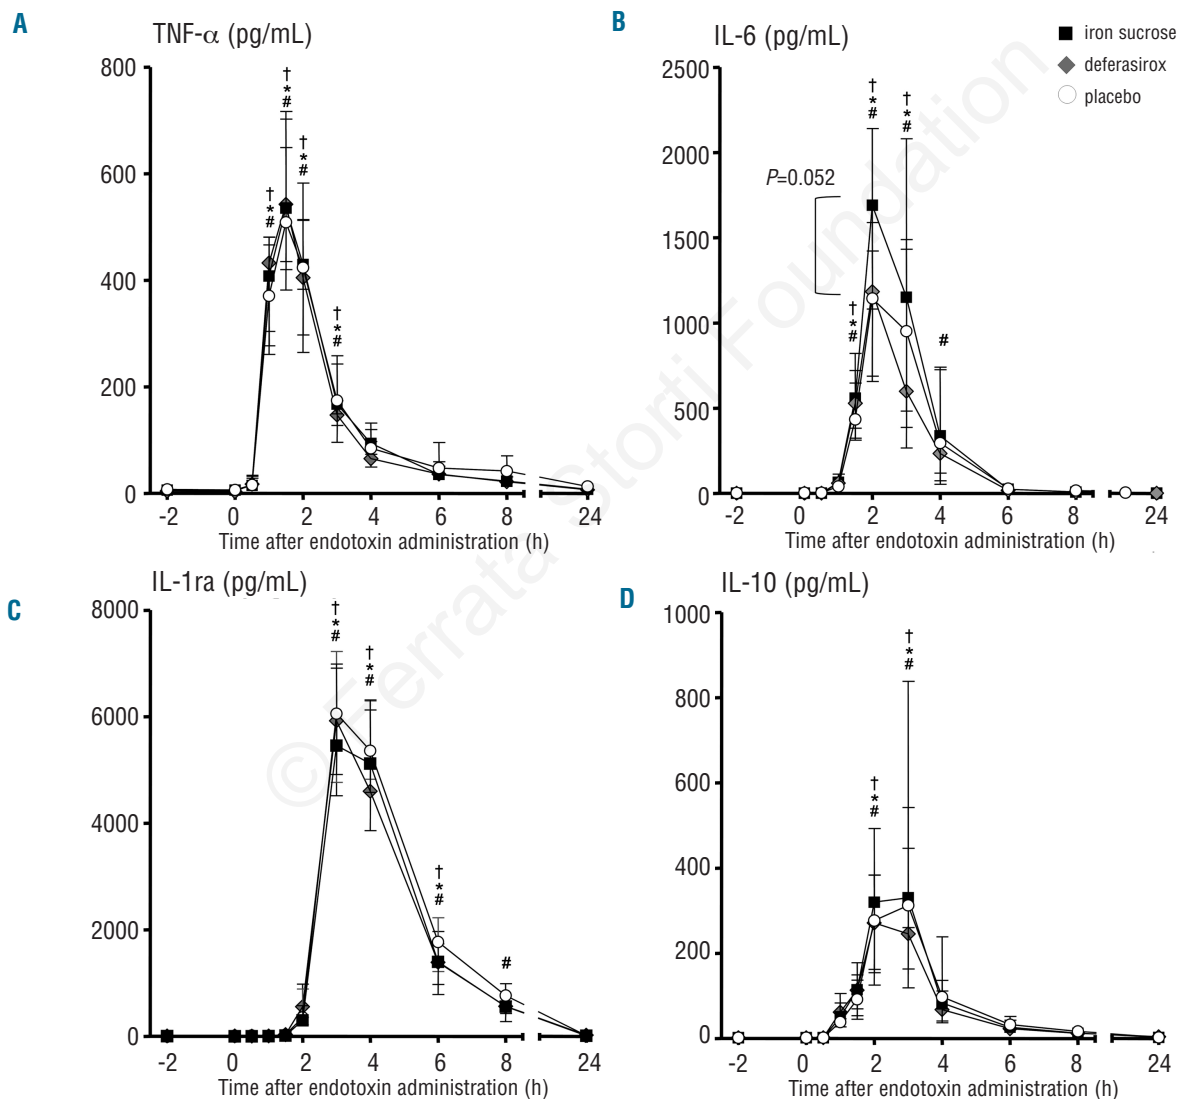 A
TNF-α (pg/mL)
800
600
400
200
0
†
*
#
†
*
#
†
*
#
†
*
#
-2 0 2 4 6 8 24
Time after endotoxin administration (h)
B
IL-6 (pg/mL)
2500
2000
1500
1000
500
0
P=0.052
†
*
#
†
*
#
†
*
#
#
-2 0 2 4 6 8 24
Time after endotoxin administration (h)
iron sucrose
deferasirox
placebo
C
IL-1ra (pg/mL)
8000
6000
4000
2000
0
†
*
#
†
*
#
†
*
#
#
-2 0 2 4 6 8 24
Time after endotoxin administration (h)
D
IL-10 (pg/mL)
1000
800
600
400
200
0
†
*
#
†
*
#
-2 0 2 4 6 8 24
Time after endotoxin administration (h)
© Ferrata Storti Foundation